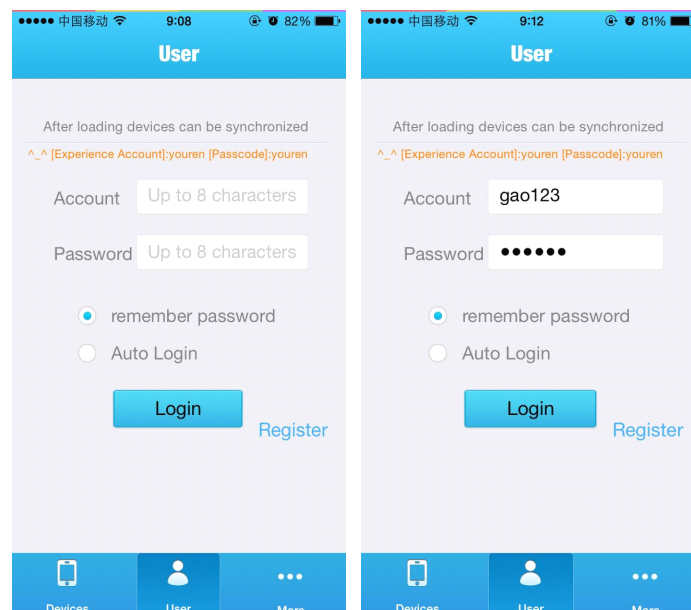 中国移动 9:08 82%
User
After loading devices can be synchronized
^_^ [Experience Account]:youren [Passcode]:youren
Account Up to 8 characters
Password Up to 8 characters
remember password
Auto Login
Login
Register
Devices User More
中国移动 9:12 81%
User
After loading devices can be synchronized
^_^ [Experience Account]:youren [Passcode]:youren
Account gao123
Password ●●●●●●
remember password
Auto Login
Login
Register
Devices User More